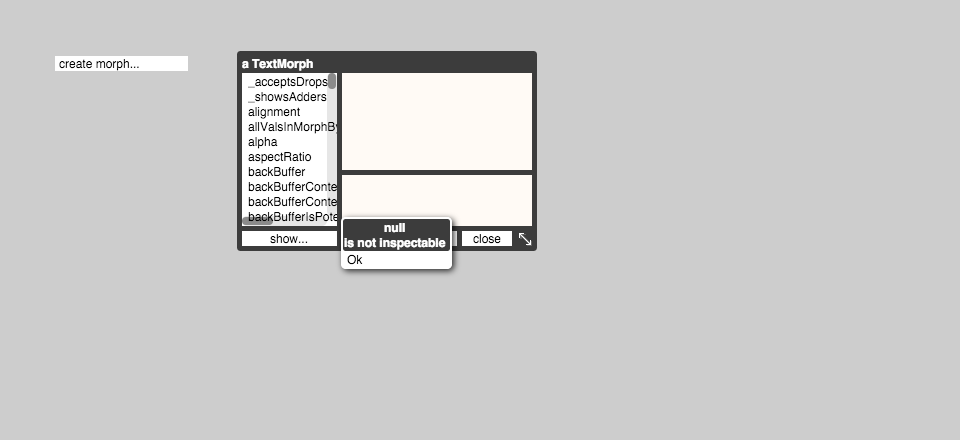 create morph...
a TextMorph
_acceptsDrops
_showsAdders
alignment
allValsInMorphBy
alpha
aspectRatio
backBuffer
backBufferConte
backBufferConte
backBufferIsPote
show...
null
is not inspectable
Ok
close